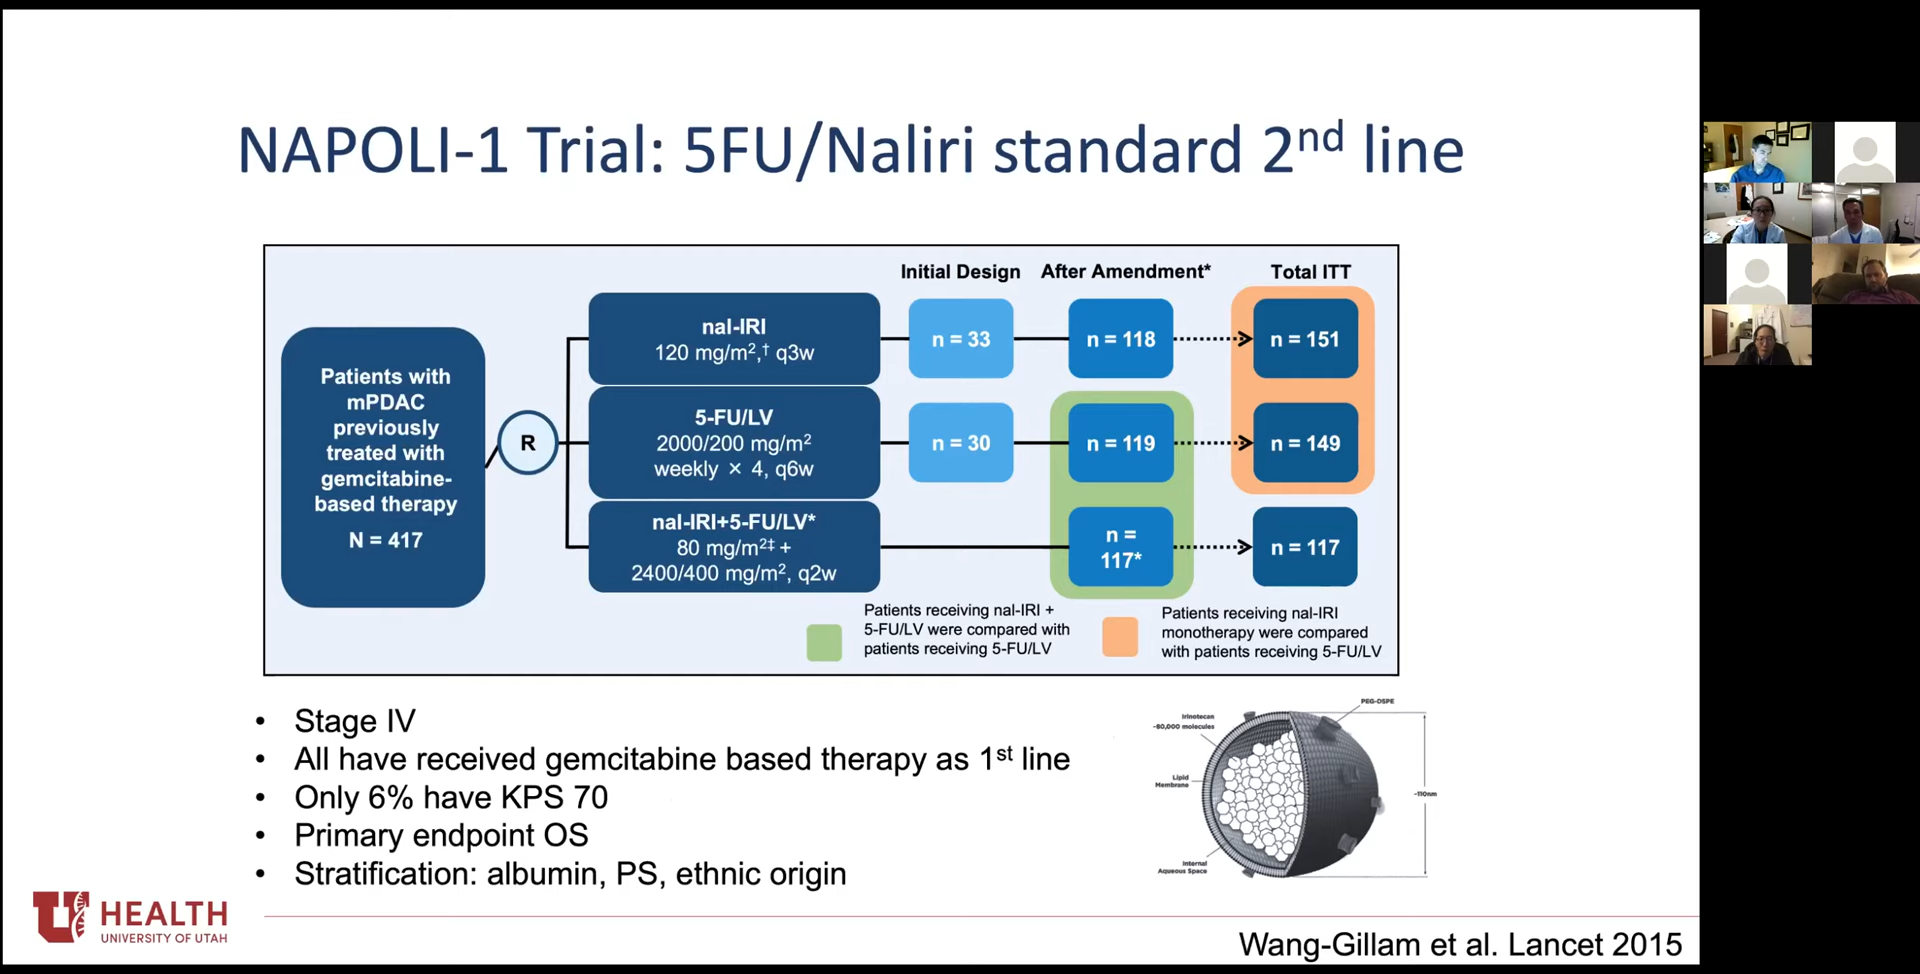 NAPOLI-1 Trial: 5FU/Naliri standard 2nd line
Initial Design
After Amendment*
Total ITT
Patients with
mPDAC
previously
treated with
gemcitabine-
based therapy
N = 417
R
nal-IRI
120 mg/m2,† q3w
n = 33
n = 118
n = 151
5-FU/LV
2000/200 mg/m2
weekly × 4, q6w
n = 30
n = 119
n = 149
nal-IRI+5-FU/LV*
80 mg/m2‡ +
2400/400 mg/m2, q2w
n =
117*
n = 117
Patients receiving nal-IRI +
5-FU/LV were compared with
patients receiving 5-FU/LV
Patients receiving nal-IRI
monotherapy were compared
with patients receiving 5-FU/LV
• Stage IV
• All have received gemcitabine based therapy as 1st line
• Only 6% have KPS 70
• Primary endpoint OS
• Stratification: albumin, PS, ethnic origin
PEG-DSPE
Irinotecan
~80,000 molecules
Lipid
Membrane
~110nm
Internal
Aqueous Space
U HEALTH
UNIVERSITY OF UTAH
Wang-Gillam et al. Lancet 2015